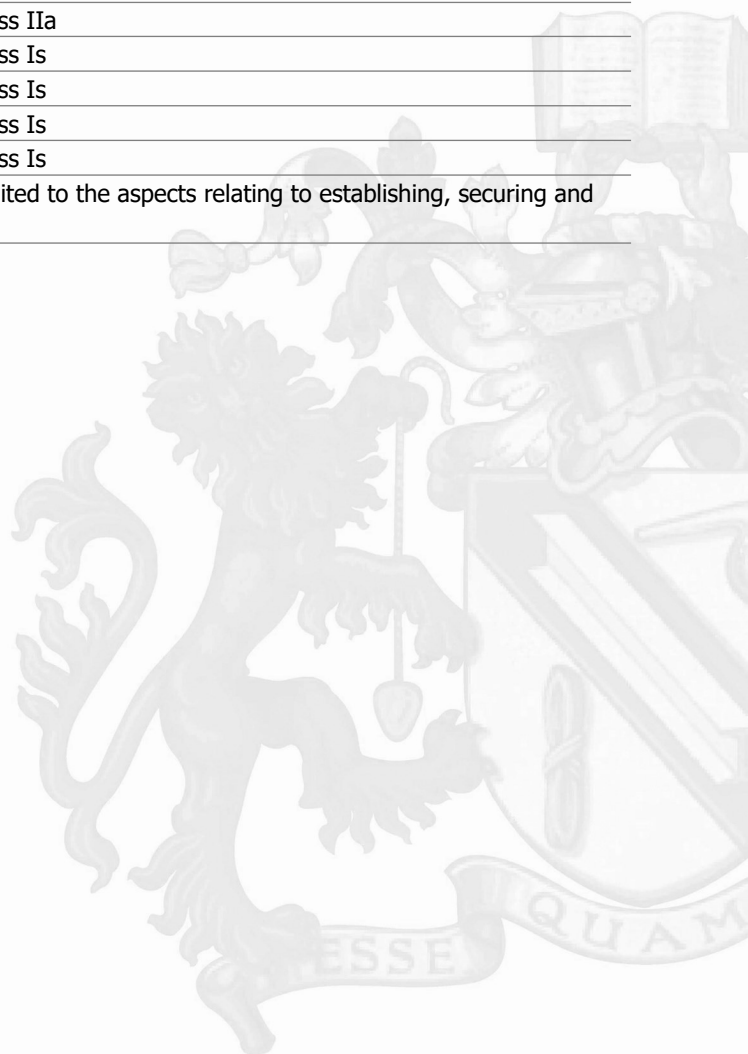 ss IIa
ss Is
ss Is
ss Is
ss Is
ited to the aspects relating to establishing, securing and
ESSE QUAM